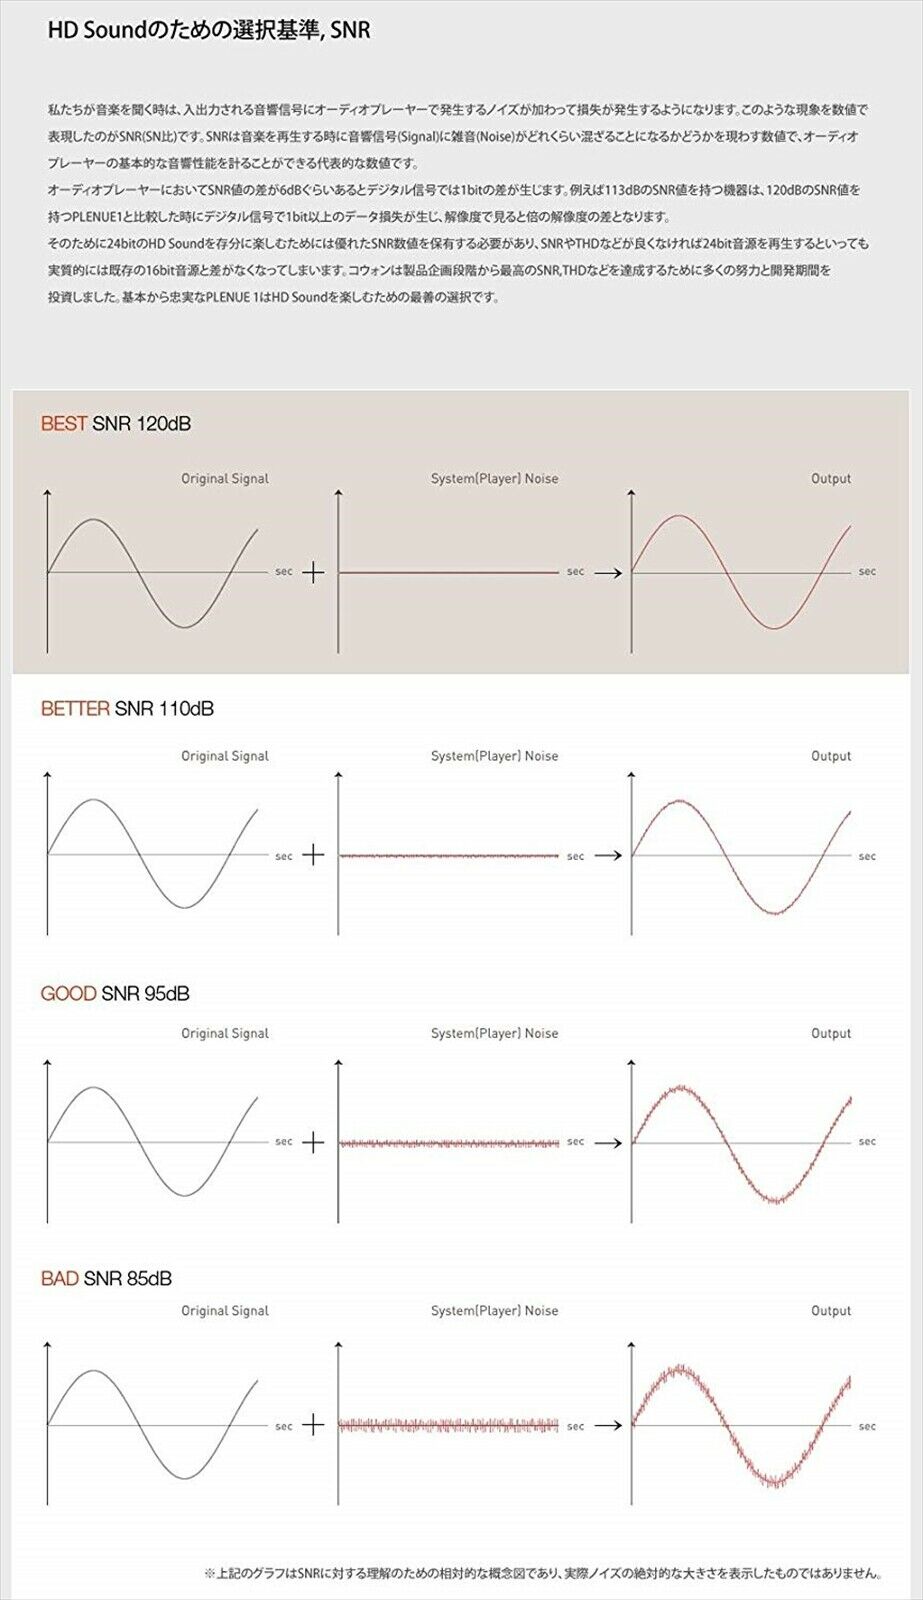 HD Soundのための選択基準, SNR
私たちが音楽を聞く時は、入出力される音響信号にオーディオプレーヤーで発生するノイズが加わって損失が発生するようになります。このような現象を数値で
表現したのがSNR(SN比)です。SNRは音楽を再生する時に音響信号(Signal)に雑音(Noise)がどれくらい混ざることになるかどうかを現わす数値で、オーディオ
プレーヤーの基本的な音響性能を計ることができる代表的な数値です。
オーディオプレーヤーにおいてSNR値の差が6dBぐらいあるとデジタル信号では1bitの差が生じます。例えば113dBのSNR値を持つ機器は、120dBのSNR値を
持つPLENUE1と比較した時にデジタル信号で1bit以上のデータ損失が生じ、解像度で見ると倍の解像度の差となります。
そのために24bitのHD Soundを存分に楽しむためには優れたSNR数値を保有する必要があり、SNRやTHDなどが良くなければ24bit音源を再生するといっても
実質的には既存の16bit音源と差がなくなってしまいます。コウォンは製品企画段階から最高のSNR,THDなどを達成するために多くの努力と開発期間を
投資しました。基本から忠実なPLENUE 1はHD Soundを楽しむための最善の選択です。
BEST SNR 120dB
Original Signal System(Player) Noise Output
sec + sec → sec
BETTER SNR 110dB
Original Signal System(Player) Noise Output
sec + sec → sec
GOOD SNR 95dB
Original Signal System(Player) Noise Output
sec + sec → sec
BAD SNR 85dB
Original Signal System(Player) Noise Output
sec + sec → sec
※上記のグラフはSNRに対する理解のための相対的な概念図であり、実際ノイズの絶対的な大きさを表示したものではありません。